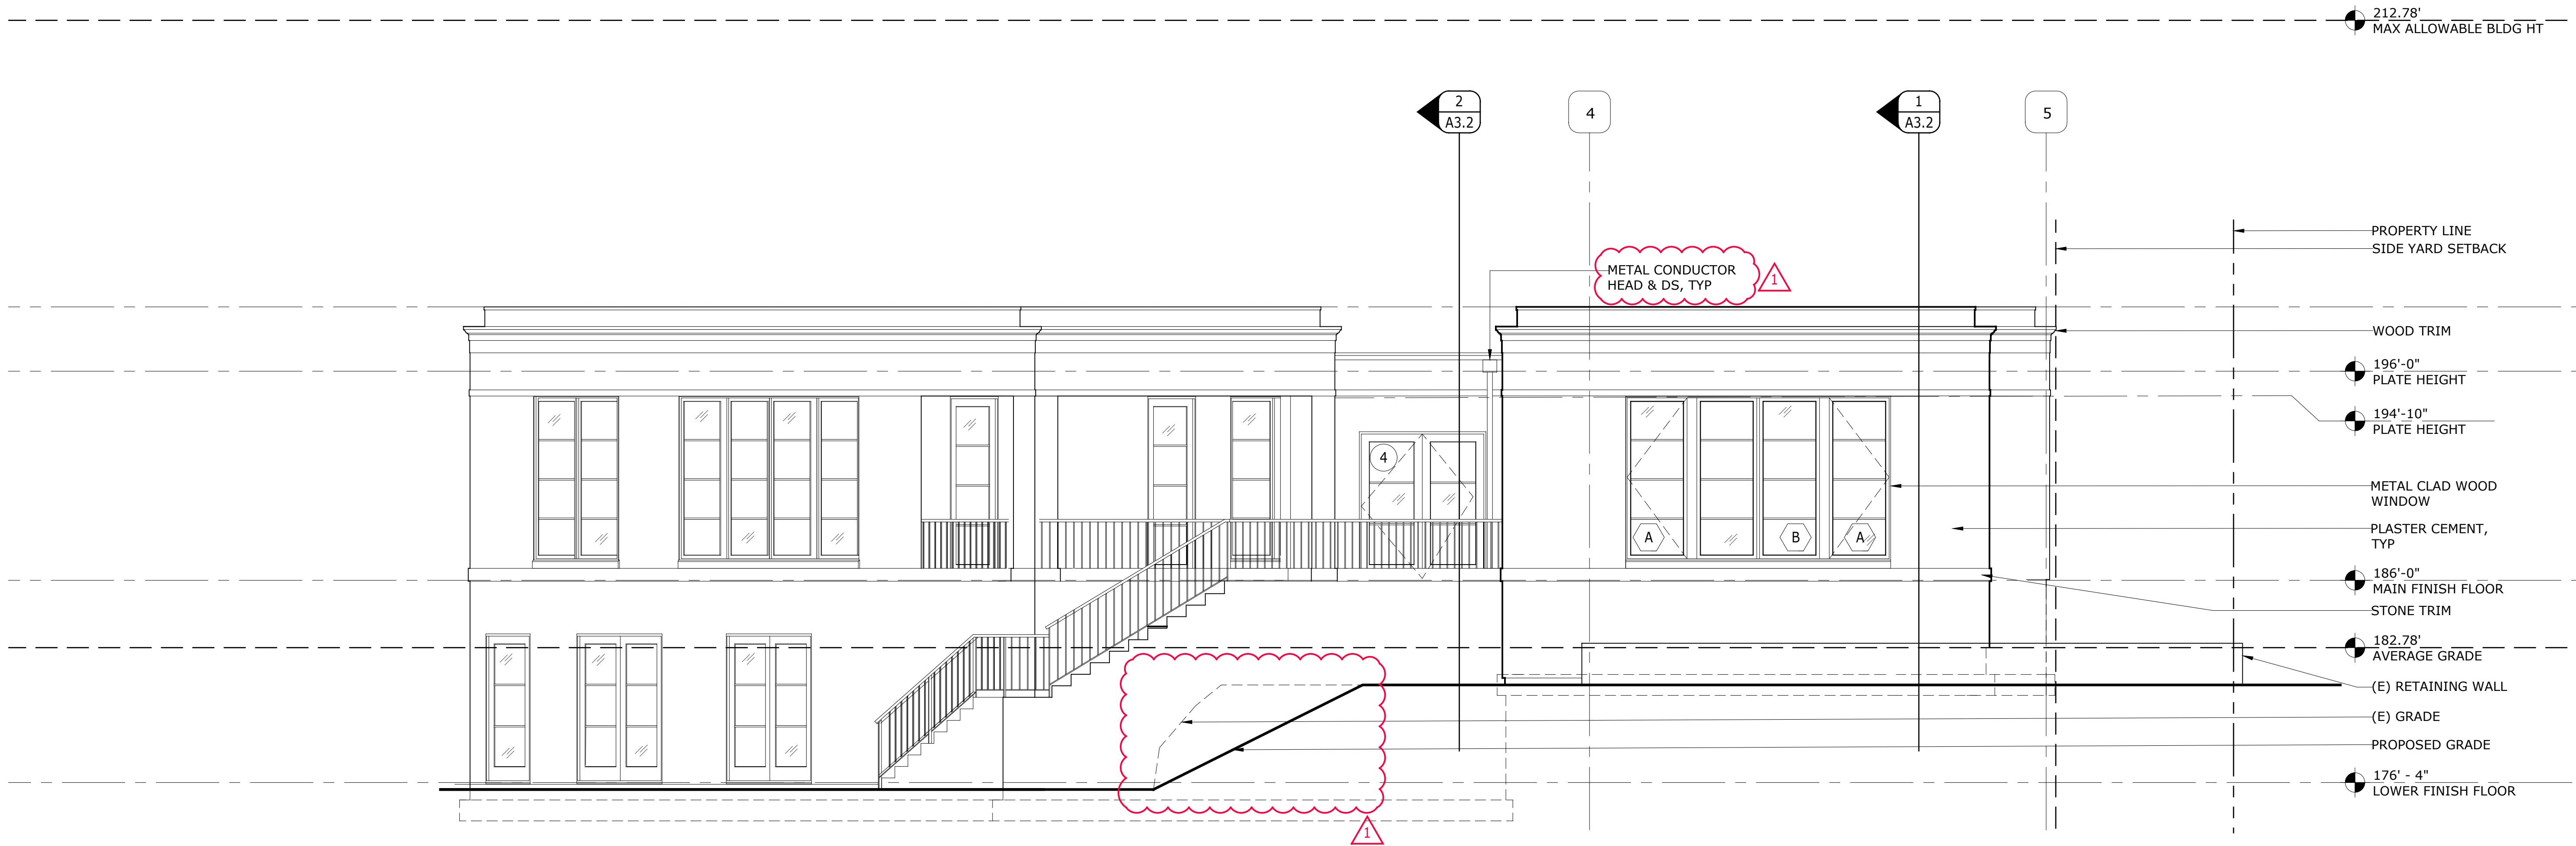 212.78'
MAX ALLOWABLE BLDG HT
2
A3.2
4
1
A3.2
5
PROPERTY LINE
SIDE YARD SETBACK
METAL CONDUCTOR
HEAD & DS, TYP
1
WOOD TRIM
196'-0"
PLATE HEIGHT
194'-10"
PLATE HEIGHT
4
METAL CLAD WOOD
WINDOW
A
B
A
PLASTER CEMENT,
TYP
186'-0"
MAIN FINISH FLOOR
STONE TRIM
182.78'
AVERAGE GRADE
(E) RETAINING WALL
(E) GRADE
PROPOSED GRADE
176' - 4"
LOWER FINISH FLOOR
1